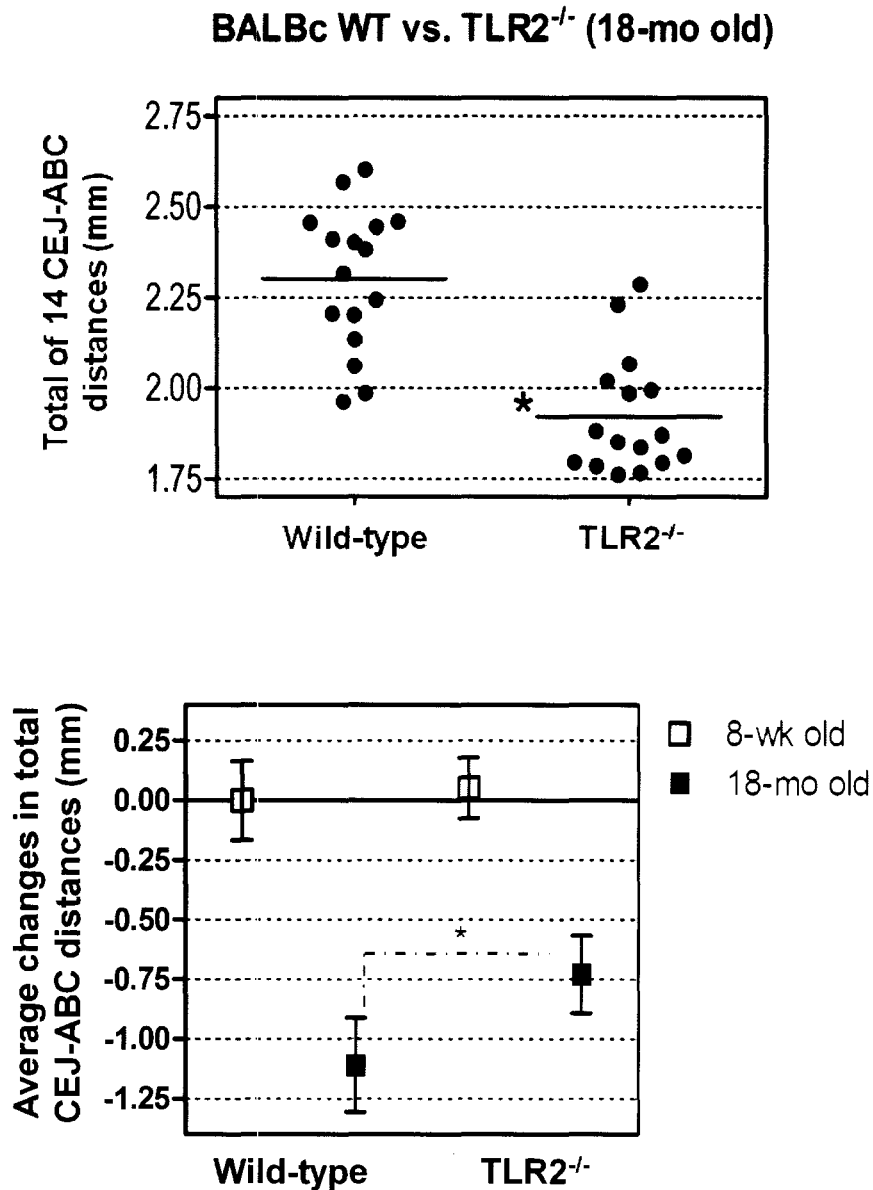 BALBc WT vs. TLR2-/- (18-mo old)
Total of 14 CEJ-ABC
distances (mm)
2.75
2.50
2.25
2.00
1.75
*
Wild-type
TLR2-/-
Average changes in total
CEJ-ABC distances (mm)
0.25
0.00
-0.25
-0.50
-0.75
-1.00
-1.25
*
Wild-type
TLR2-/-
8-wk old
18-mo old